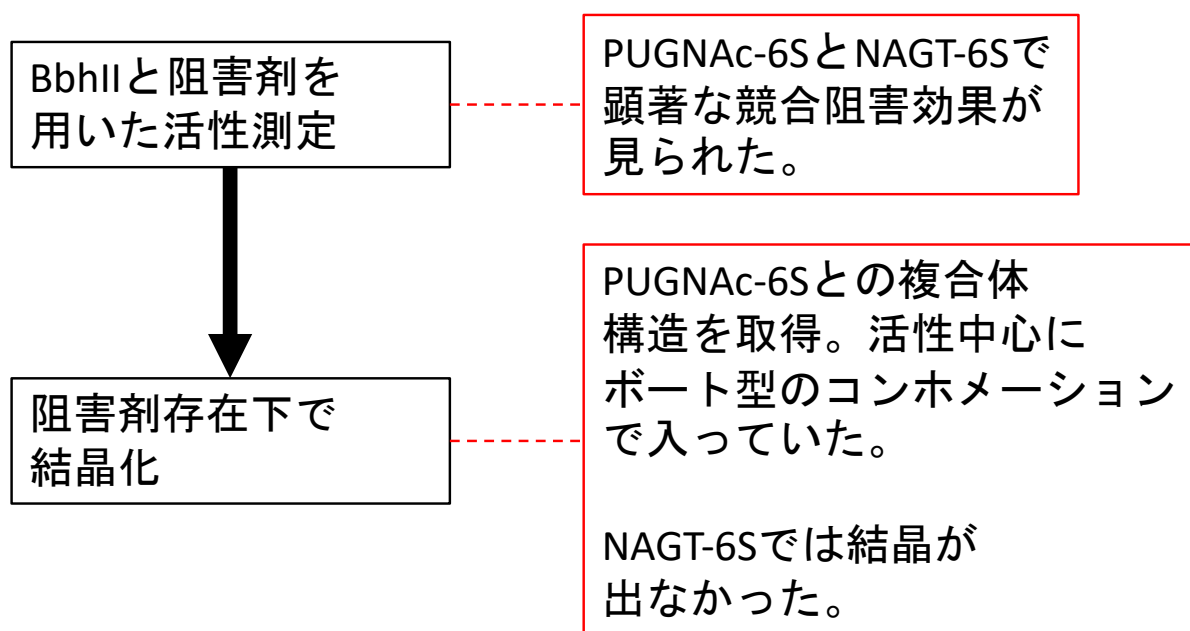 BbhIIと阻害剤を
用いた活性測定
PUGNAc-6SとNAGT-6Sで
顕著な競合阻害効果が
見られた。
阻害剤存在下で
結晶化
PUGNAc-6Sとの複合体
構造を取得。活性中心に
ボート型のコンホメーション
で入っていた。
NAGT-6Sでは結晶が
出なかった。